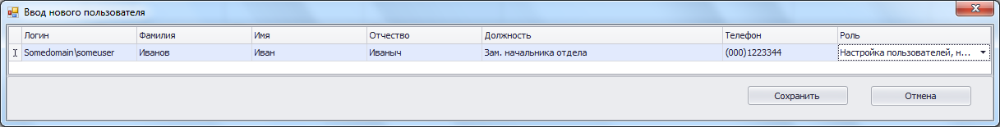 Ввод нового пользователя
Логин Фамилия Имя Отчество Должность Телефон Роль
Somedomain\someuser Иванов Иван Иваныч Зам. начальника отдела (000)1223344 Настройка пользователей, н...
Сохранить Отмена